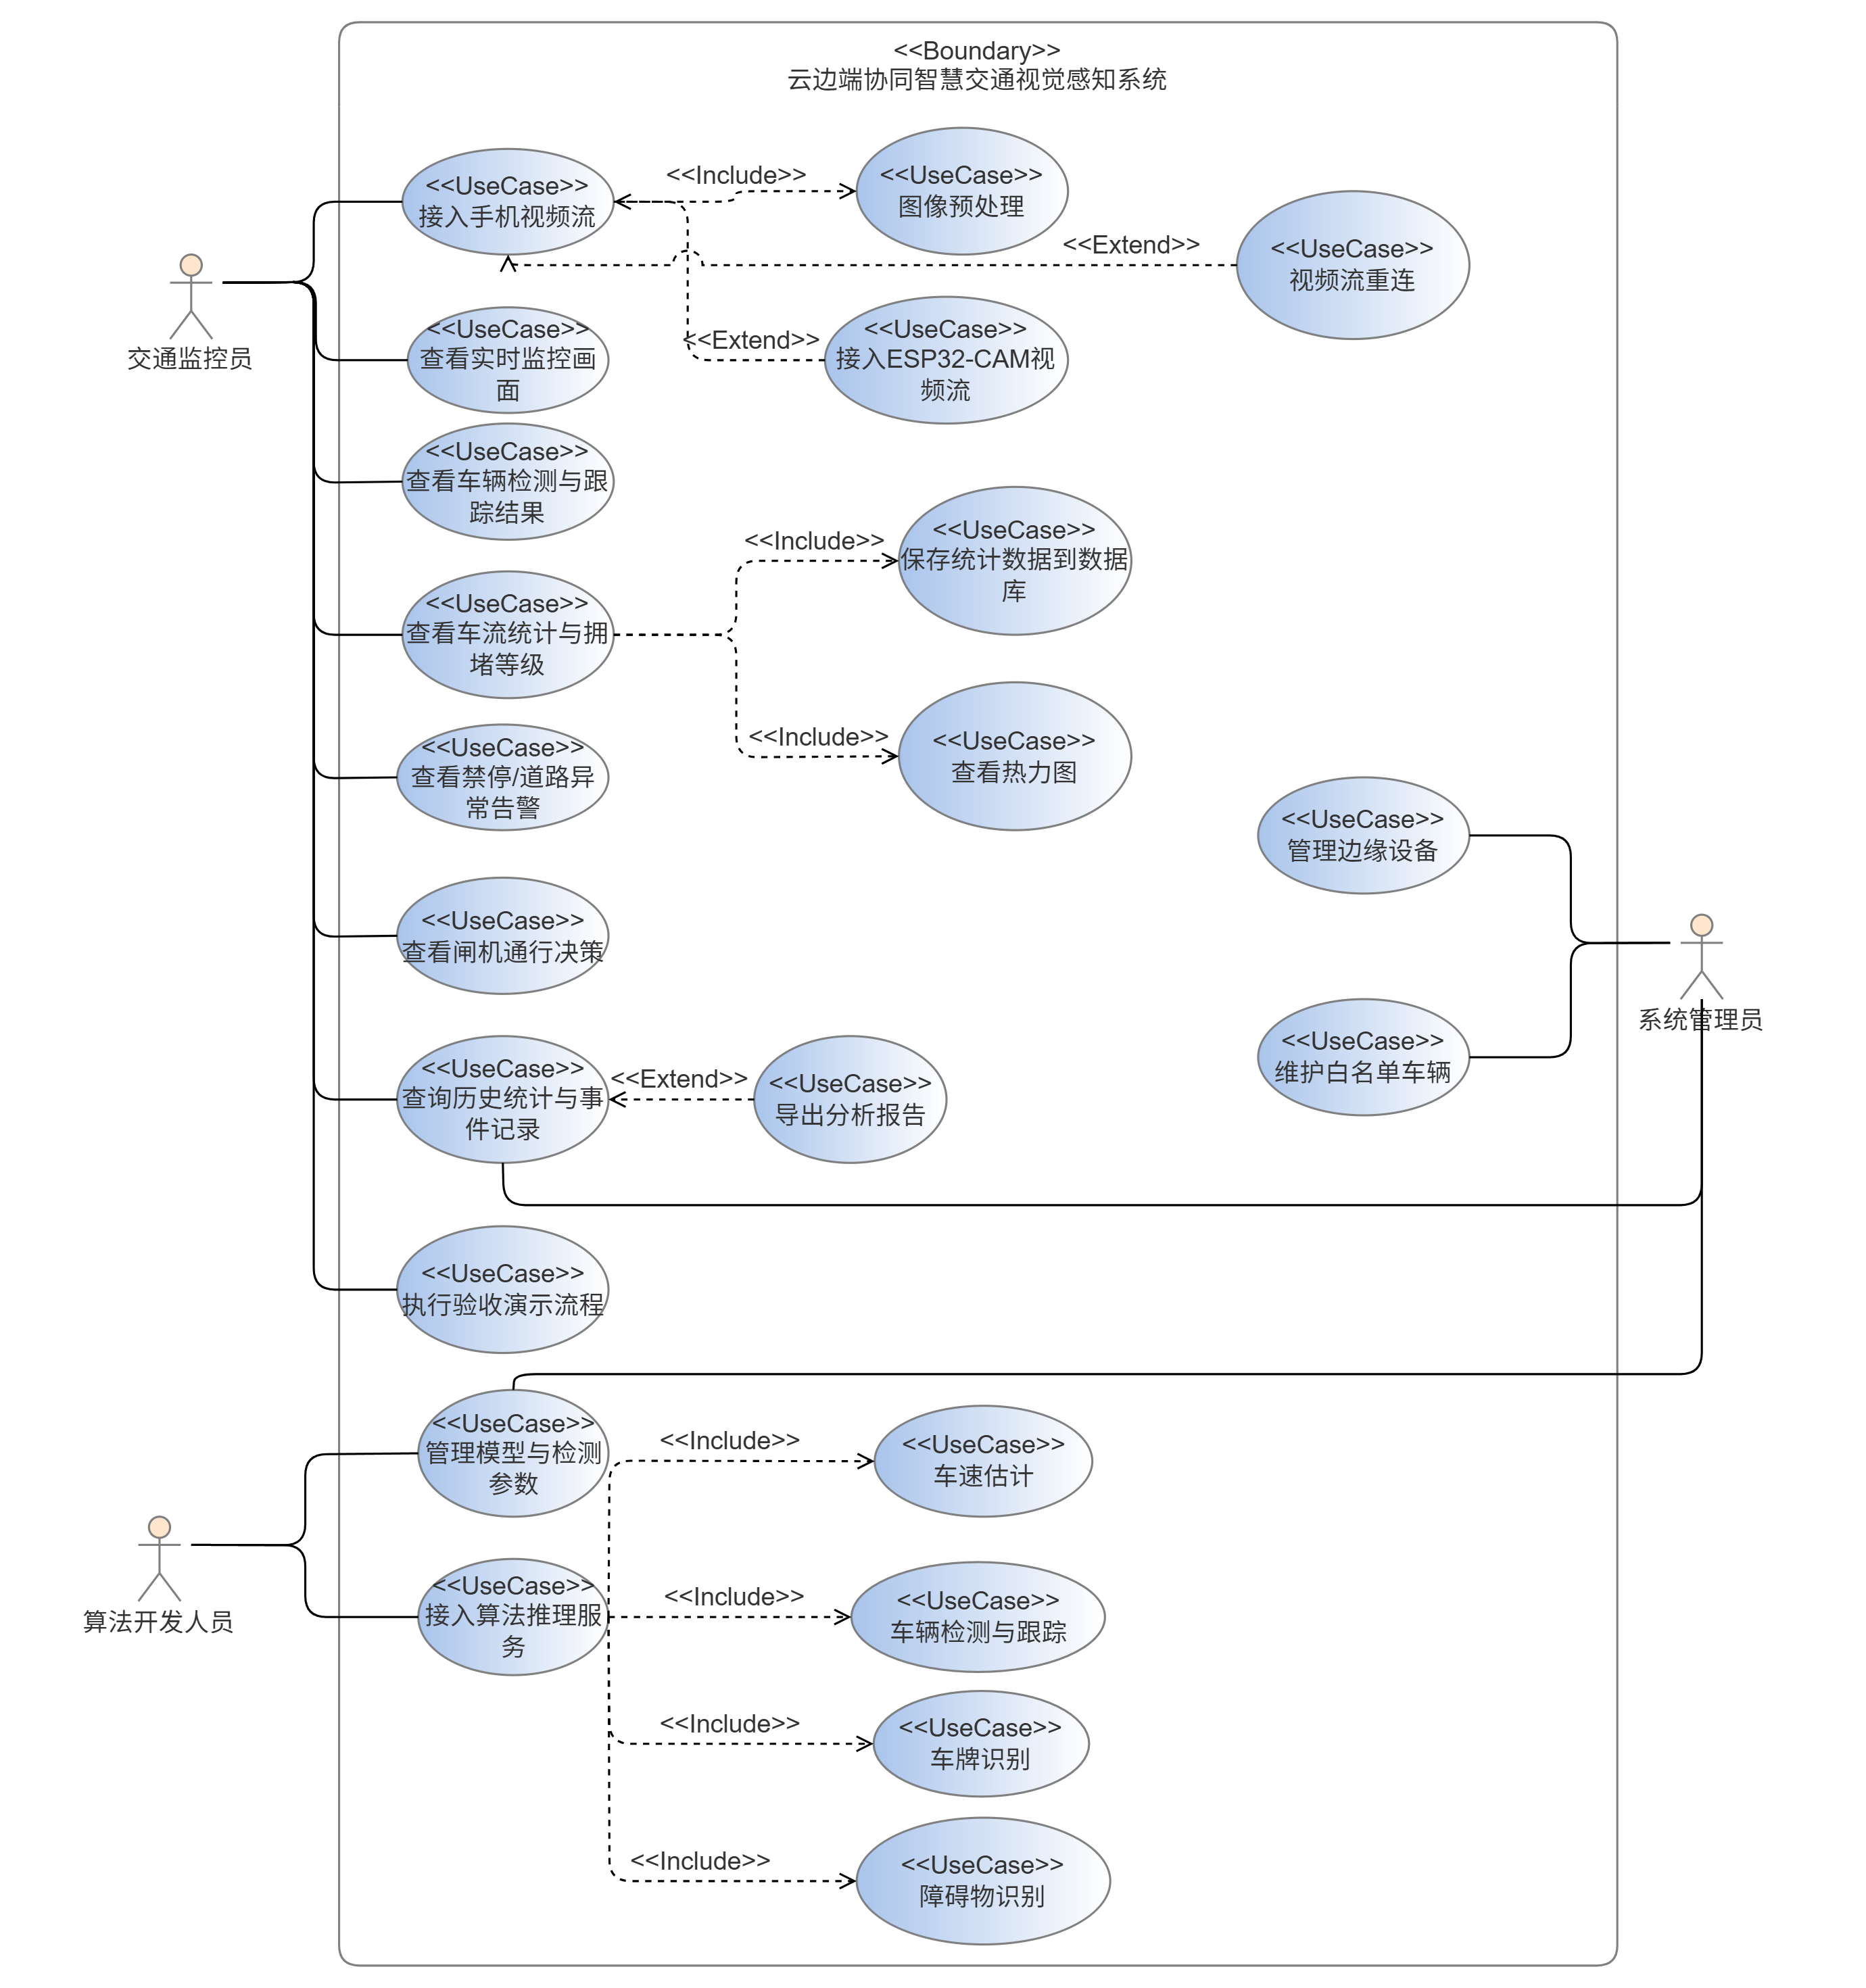 <<Boundary>>
云边端协同智慧交通视觉感知系统
<<UseCase>>
接入手机视频流
<<Include>>
<<UseCase>>
图像预处理
<<Extend>>
<<UseCase>>
视频流重连
交通监控员
<<UseCase>>
查看实时监控画
面
<<Extend>>
<<UseCase>>
接入ESP32-CAM视
频流
<<UseCase>>
查看车辆检测与跟
踪结果
<<Include>>
<<UseCase>>
保存统计数据到数据
库
<<UseCase>>
查看车流统计与拥
堵等级
<<Include>>
<<UseCase>>
查看热力图
<<UseCase>>
查看禁停/道路异
常告警
<<UseCase>>
管理边缘设备
<<UseCase>>
查看闸机通行决策
系统管理员
<<UseCase>>
维护白名单车辆
<<UseCase>>
查询历史统计与事
件记录
<<Extend>>
<<UseCase>>
导出分析报告
<<UseCase>>
执行验收演示流程
<<UseCase>>
管理模型与检测
参数
<<Include>>
<<UseCase>>
车速估计
算法开发人员
<<UseCase>>
接入算法推理服
务
<<Include>>
<<UseCase>>
车辆检测与跟踪
<<Include>>
<<UseCase>>
车牌识别
<<Include>>
<<UseCase>>
障碍物识别